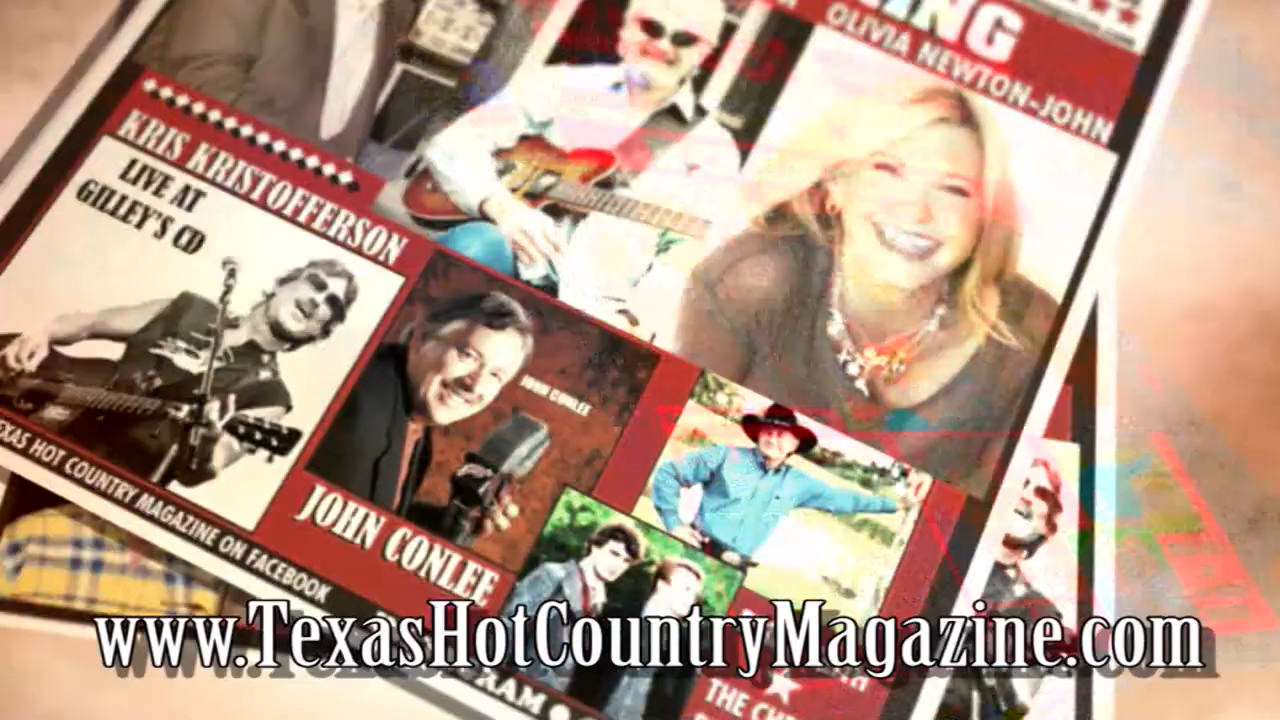 OLIVIA NEWTON-JOHN
KRIS KRISTOFFERSON
LIVE AT
GILLEY'S CD
JOHN CONLEE
JOHN CONLEE
TEXAS HOT COUNTRY MAGAZINE ON FACEBOOK
www.TexasHotCountryMagazine.com
THE